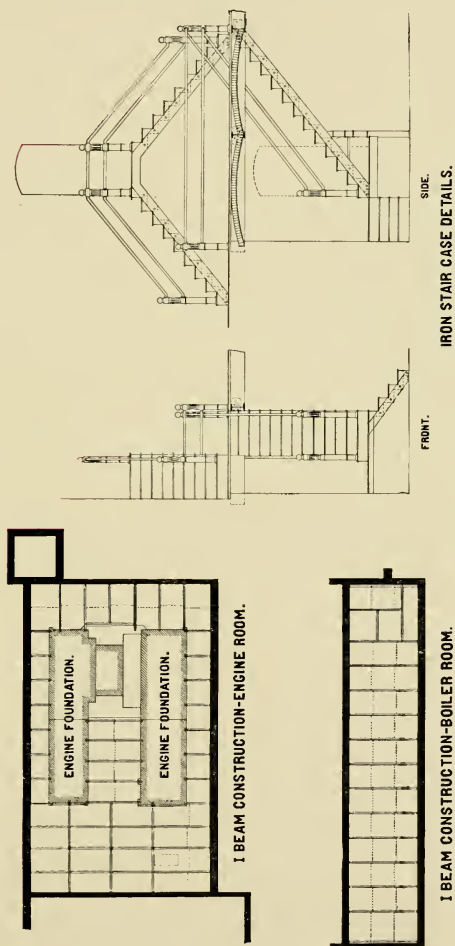 ENGINE FOUNDATION.
ENGINE FOUNDATION.
I BEAM CONSTRUCTION-ENGINE ROOM.
I BEAM CONSTRUCTION-BOILER ROOM.
FRONT.
SIDE.
IRON STAIR CASE DETAILS.